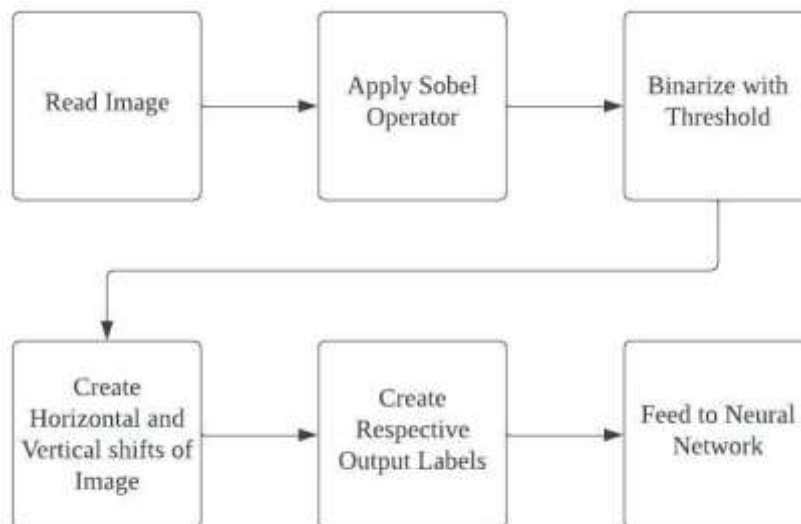 Read Image
Apply Sobel
Operator
Binarize with
Threshold
Create
Horizontal and
Vertical shifts of
Image
Create
Respective
Output Labels
Feed to Neural
Network